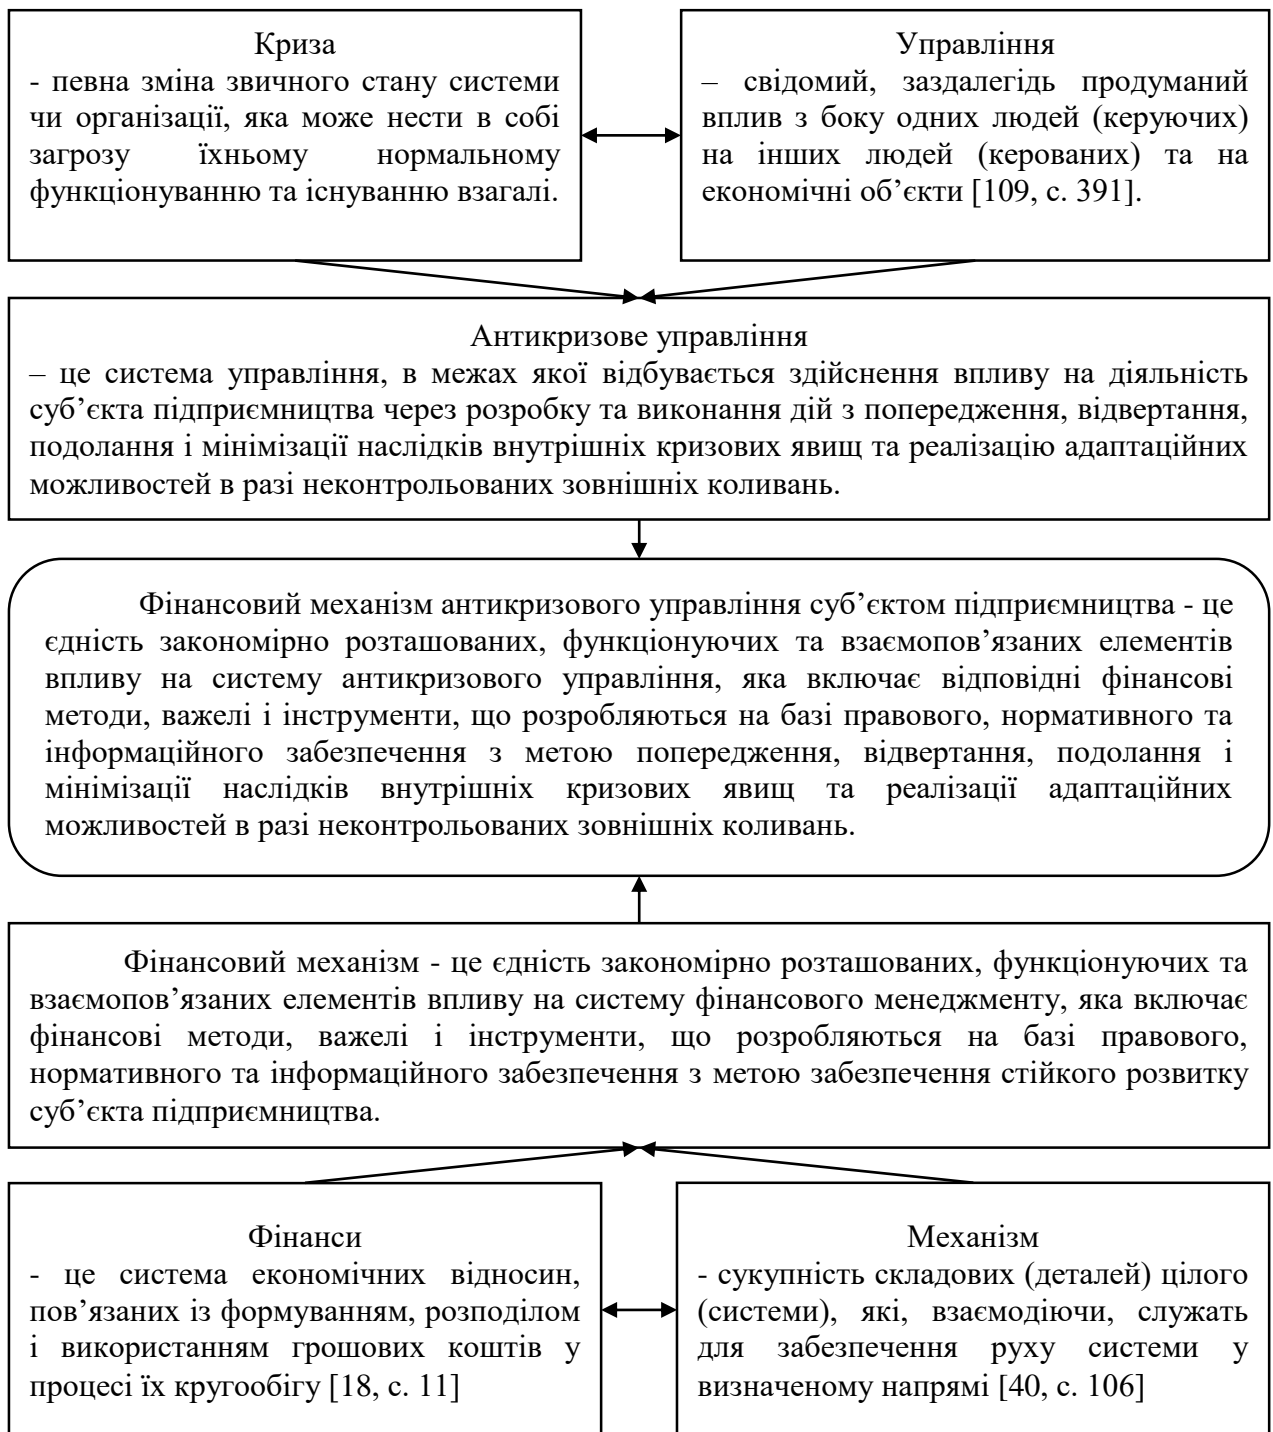 Криза
- певна зміна звичного стану системи
чи організації, яка може нести в собі
загрозу їхньому нормальному
функціонуванню та існуванню взагалі.
Управління
– свідомий, заздалегідь продуманий
вплив з боку одних людей (керуючих)
на інших людей (керованих) та на
економічні об’єкти [109, с. 391].
Антикризове управління
– це система управління, в межах якої відбувається здійснення впливу на діяльність
суб’єкта підприємництва через розробку та виконання дій з попередження, відвертання,
подолання і мінімізації наслідків внутрішніх кризових явищ та реалізацію адаптаційних
можливостей в разі неконтрольованих зовнішніх коливань.
Фінансовий механізм антикризового управління суб’єктом підприємництва - це
єдність закономірно розташованих, функціонуючих та взаємопов’язаних елементів
впливу на систему антикризового управління, яка включає відповідні фінансові
методи, важелі і інструменти, що розробляються на базі правового, нормативного та
інформаційного забезпечення з метою попередження, відвертання, подолання і
мінімізації наслідків внутрішніх кризових явищ та реалізації адаптаційних
можливостей в разі неконтрольованих зовнішніх коливань.
Фінансовий механізм - це єдність закономірно розташованих, функціонуючих та
взаємопов’язаних елементів впливу на систему фінансового менеджменту, яка включає
фінансові методи, важелі і інструменти, що розробляються на базі правового,
нормативного та інформаційного забезпечення з метою забезпечення стійкого розвитку
суб’єкта підприємництва.
Фінанси
- це система економічних відносин,
пов’язаних із формуванням, розподілом
і використанням грошових коштів у
процесі їх кругообігу [18, с. 11]
Механізм
- сукупність складових (деталей) цілого
(системи), які, взаємодіючи, служать
для забезпечення руху системи у
визначеному напрямі [40, с. 106]